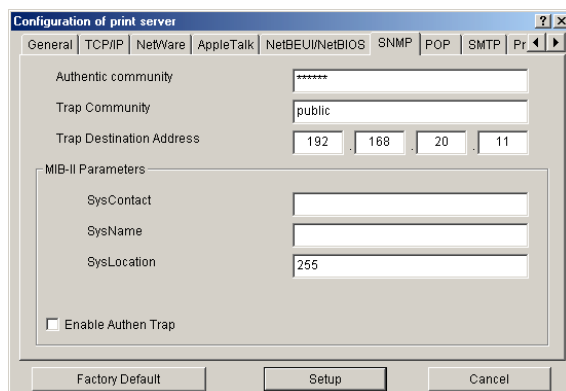 Configuration of print server
General TCP/IP NetWare AppleTalk NetBEUI/NetBIOS SNMP POP SMTP Pr
Authentic community ******
Trap Community public
Trap Destination Address 192 . 168 . 20 . 11
MIB-II Parameters
SysContact
SysName
SysLocation 255
Enable Authen Trap
Factory Default Setup Cancel